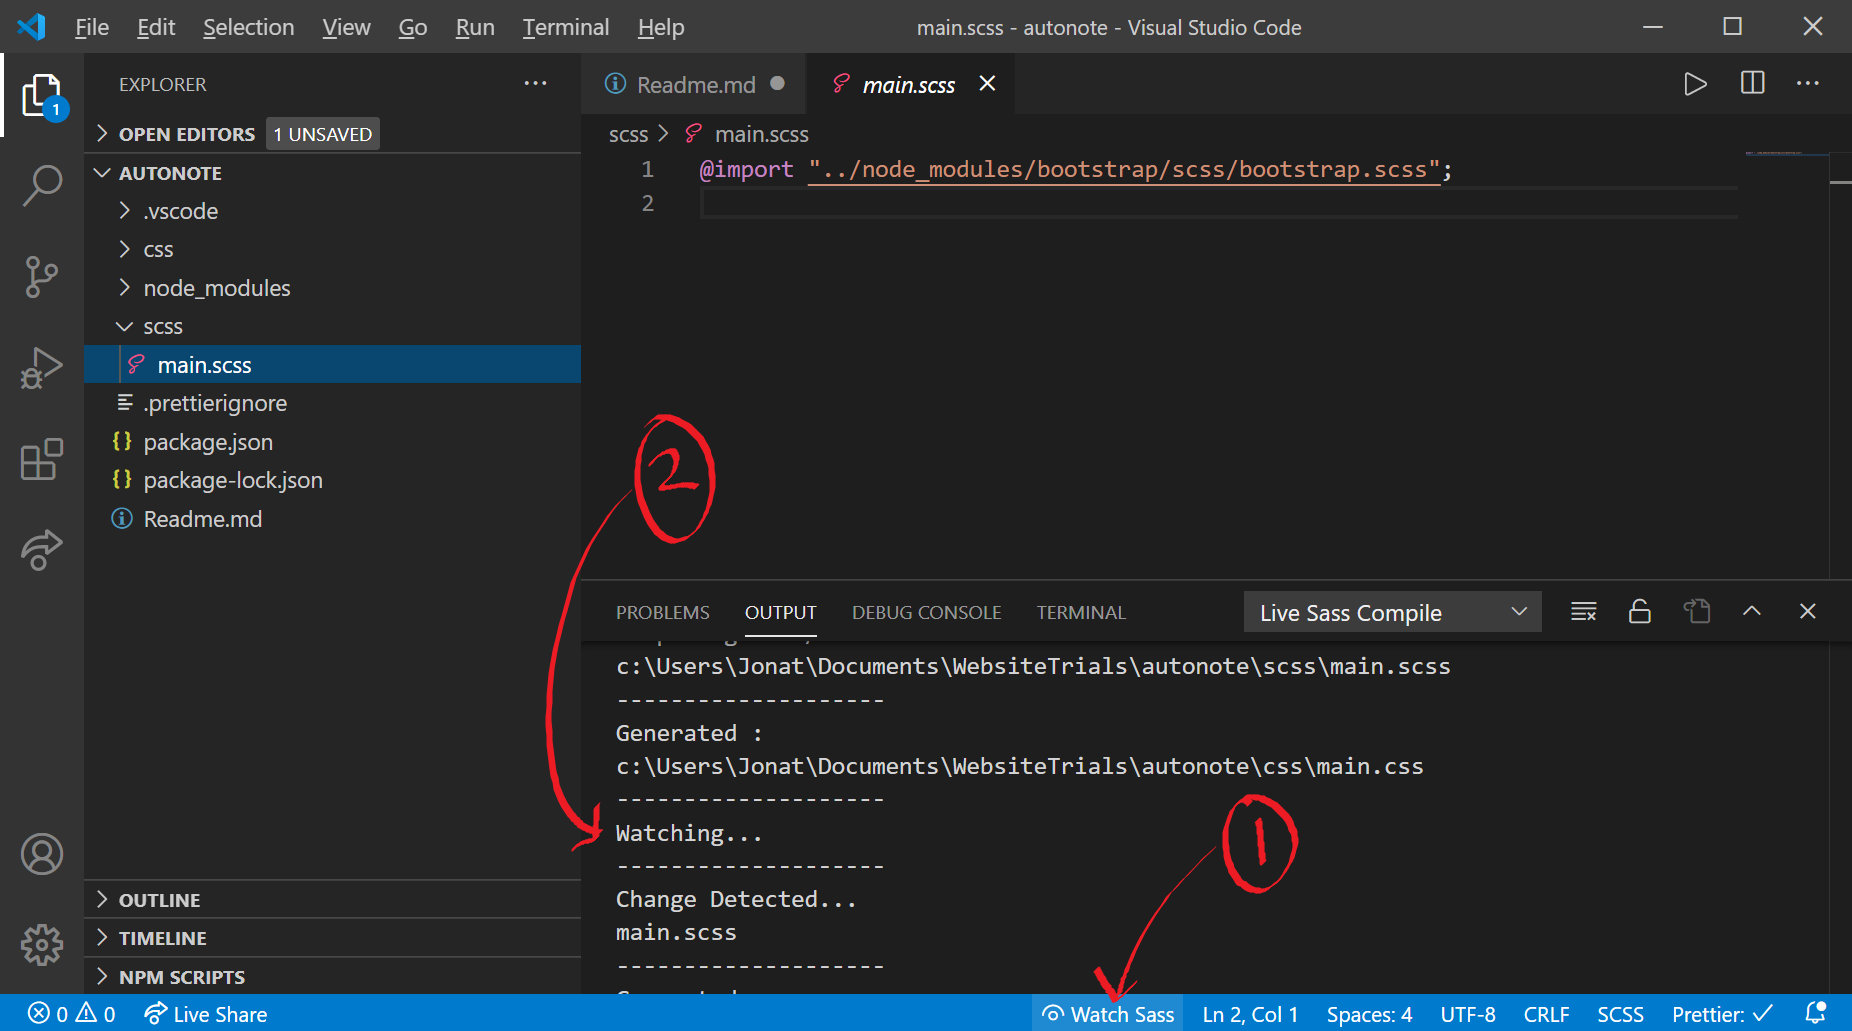 File Edit Selection View Go Run Terminal Help main.scss - autonote - Visual Studio Code
EXPLORER
1
OPEN EDITORS 1 UNSAVED
AUTONOTE
.vscode
css
node_modules
scss
main.scss
.prettierignore
package.json
package-lock.json
Readme.md
OUTLINE
TIMELINE
NPM SCRIPTS
Readme.md main.scss
scss > main.scss
1 @import "../node_modules/bootstrap/scss/bootstrap.scss";
2
2
PROBLEMS OUTPUT DEBUG CONSOLE TERMINAL Live Sass Compile
c:\Users\Jonat\Documents\WebsiteTrials\autonote\scss\main.scss
--------------------
Generated :
c:\Users\Jonat\Documents\WebsiteTrials\autonote\css\main.css
--------------------
Watching...
--------------------
Change Detected...
main.scss
--------------------
1
0 0 Live Share Watch Sass Ln 2, Col 1 Spaces: 4 UTF-8 CRLF SCSS Prettier: ✓